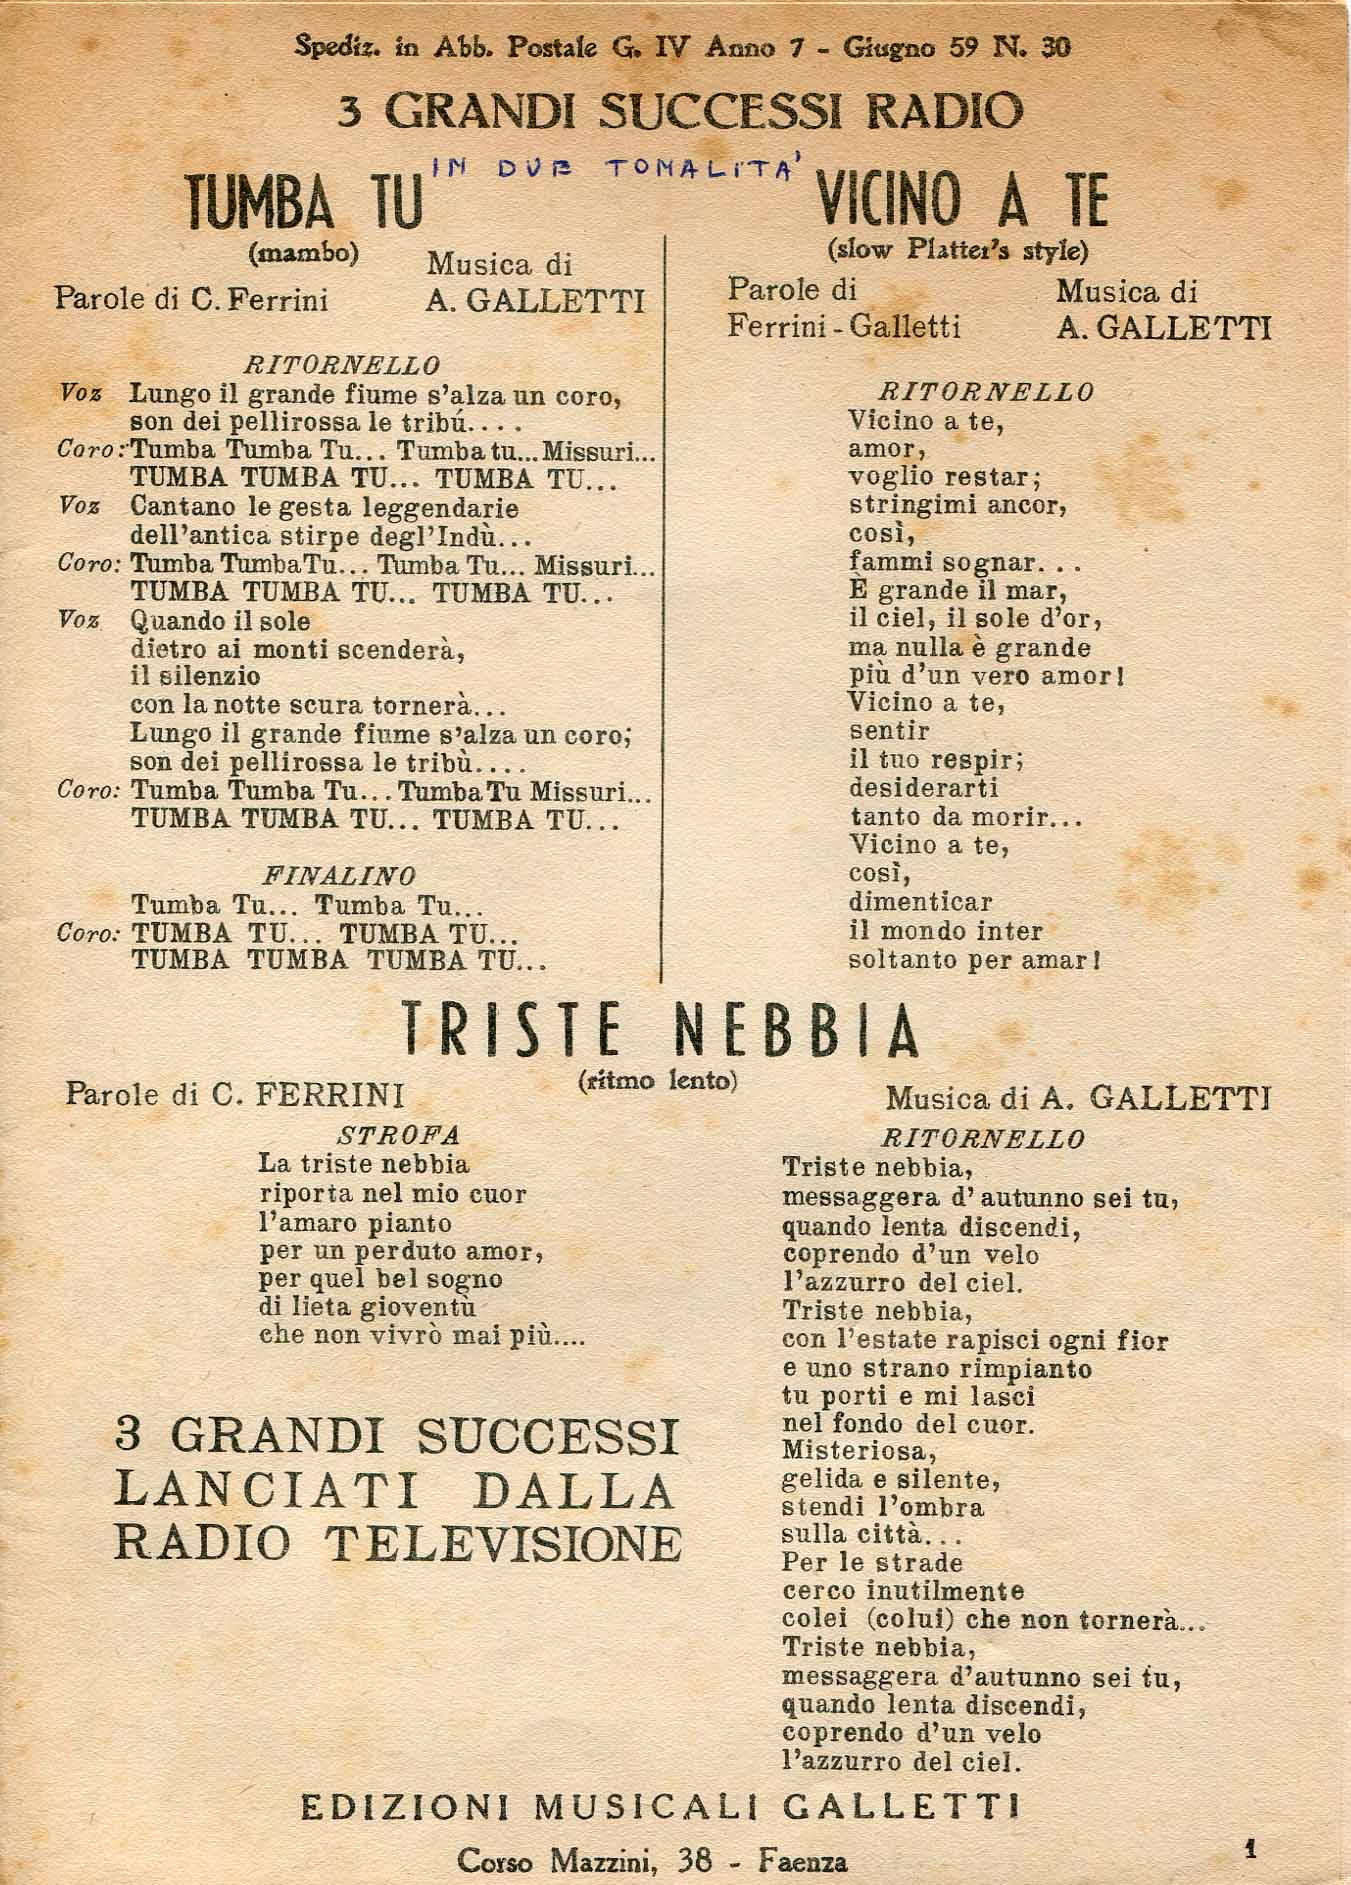 Spediz. in Abb. Postale G. IV Anno 7 - Giugno 59 N. 30
3 GRANDI SUCCESSI RADIO
IN DUE TONALITA'
TUMBA TU
(mambo)
Parole di C. Ferrini
Musica di
A. GALLETTI
RITORNELLO
Voz Lungo il grande fiume s'alza un coro,
son dei pellirossa le tribú....
Coro: Tumba Tumba Tu... Tumba tu... Missuri...
TUMBA TUMBA TU... TUMBA TU...
Voz Cantano le gesta leggendarie
dell'antica stirpe degl'Indù...
Coro: Tumba Tumba Tu... Tumba Tu... Missuri...
TUMBA TUMBA TU... TUMBA TU...
Voz Quando il sole
dietro ai monti scenderà,
il silenzio
con la notte scura tornerà...
Lungo il grande fiume s'alza un coro;
son dei pellirossa le tribù....
Coro: Tumba Tumba Tu... Tumba Tu Missuri...
TUMBA TUMBA TU... TUMBA TU...
FINALINO
Tumba Tu... Tumba Tu...
Coro: TUMBA TU... TUMBA TU...
TUMBA TUMBA TUMBA TU...
VICINO A TE
(slow Platter's style)
Parole di
Ferrini - Galletti
Musica di
A. GALLETTI
RITORNELLO
Vicino a te,
amor,
voglio restar;
stringimi ancor,
così,
fammi sognar...
È grande il mar,
il ciel, il sole d'or,
ma nulla è grande
più d'un vero amor!
Vicino a te,
sentir
il tuo respir;
desiderarti
tanto da morir...
Vicino a te,
così,
dimenticar
il mondo inter
soltanto per amar!
TRISTE NEBBIA
(ritmo lento)
Parole di C. FERRINI
Musica di A. GALLETTI
STROFA
La triste nebbia
riporta nel mio cuor
l'amaro pianto
per un perduto amor,
per quel bel sogno
di lieta gioventù
che non vivrò mai più....
3 GRANDI SUCCESSI
LANCIATI DALLA
RADIO TELEVISIONE
RITORNELLO
Triste nebbia,
messaggera d' autunno sei tu,
quando lenta discendi,
coprendo d'un velo
l'azzurro del ciel.
Triste nebbia,
con l'estate rapisci ogni fior
e uno strano rimpianto
tu porti e mi lasci
nel fondo del cuor.
Misteriosa,
gelida e silente,
stendi l'ombra
sulla città...
Per le strade
cerco inutilmente
colei (colui) che non tornerà...
Triste nebbia,
messaggera d'autunno sei tu,
quando lenta discendi,
coprendo d'un velo
l'azzurro del ciel.
EDIZIONI MUSICALI GALLETTI
Corso Mazzini, 38 - Faenza
1